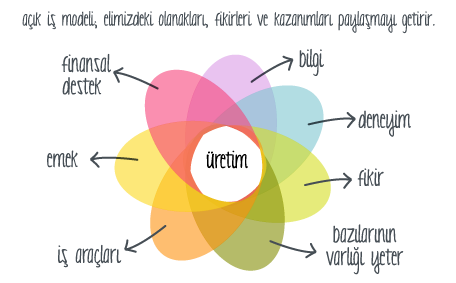 açık iş modeli, elimizdeki olanakları, fikirleri ve kazanımları paylaşmayı getirir.
finansal
destek
bilgi
deneyim
emek
üretim
fikir
iş araçları
bazılarının
varlığı yeter